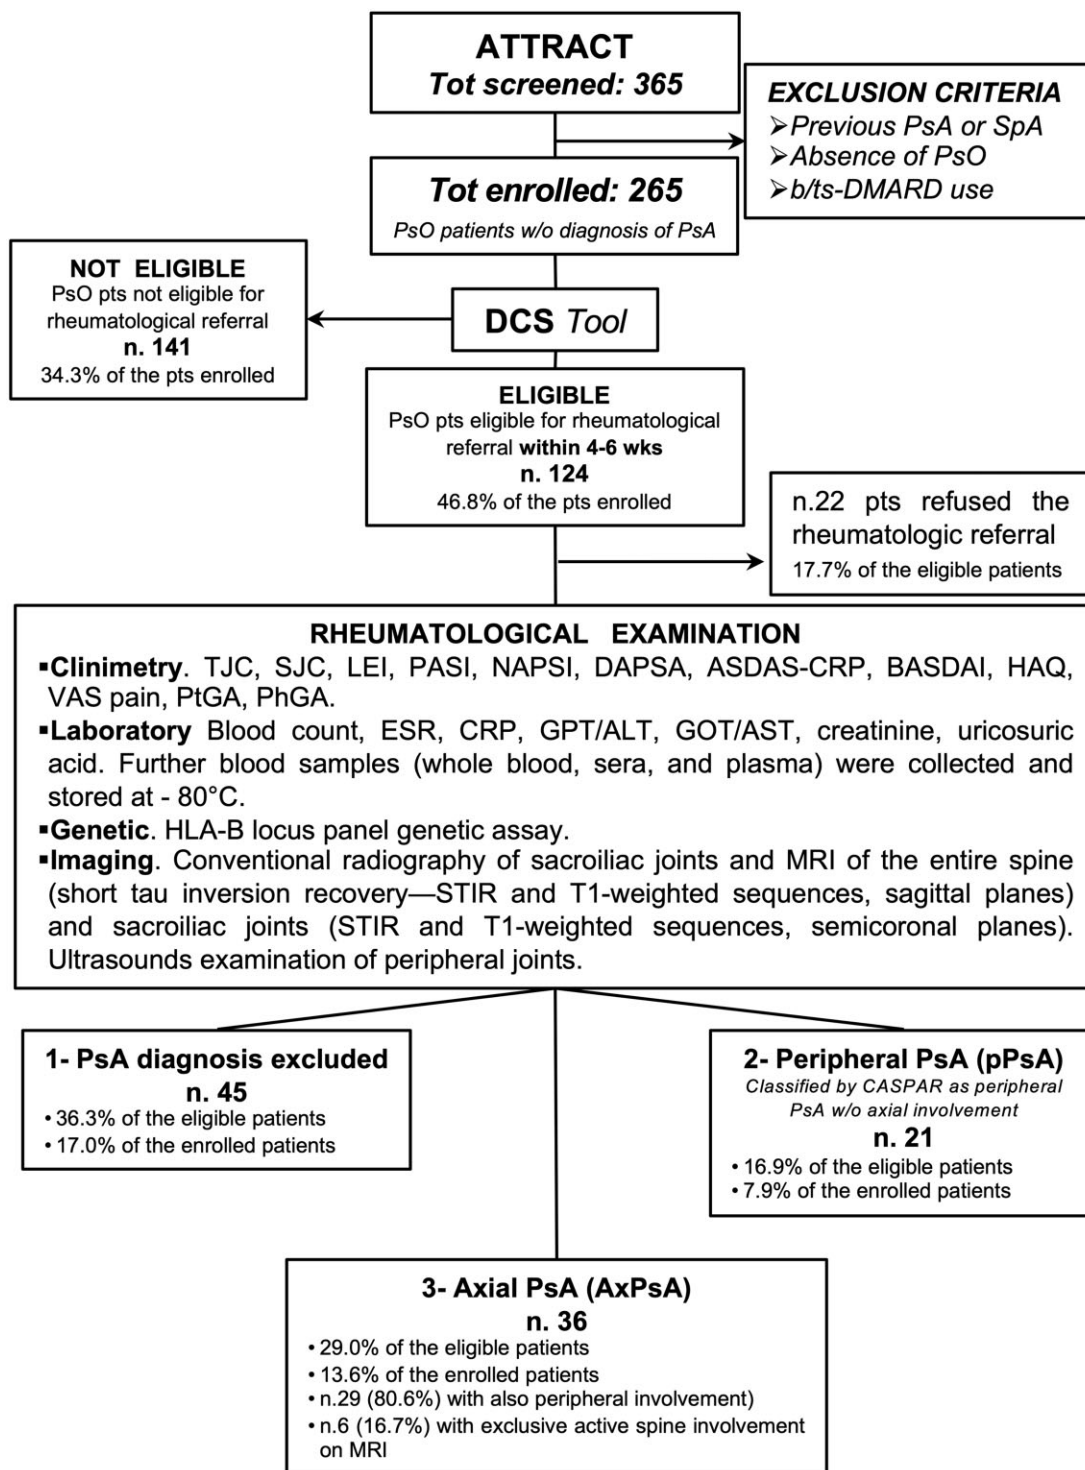 ATTRACT
Tot screened: 365
EXCLUSION CRITERIA
➢Previous PsA or SpA
➢Absence of PsO
➢b/ts-DMARD use
Tot enrolled: 265
PsO patients w/o diagnosis of PsA
NOT ELIGIBLE
PsO pts not eligible for
rheumatological referral
n. 141
34.3% of the pts enrolled
DCS Tool
ELIGIBLE
PsO pts eligible for rheumatological
referral within 4-6 wks
n. 124
46.8% of the pts enrolled
n.22 pts refused the
rheumatologic referral
17.7% of the eligible patients
RHEUMATOLOGICAL EXAMINATION
▪Clinimetry. TJC, SJC, LEI, PASI, NAPSI, DAPSA, ASDAS-CRP, BASDAI, HAQ,
VAS pain, PtGA, PhGA.
▪Laboratory Blood count, ESR, CRP, GPT/ALT, GOT/AST, creatinine, uricosuric
acid. Further blood samples (whole blood, sera, and plasma) were collected and
stored at - 80°C.
▪Genetic. HLA-B locus panel genetic assay.
▪Imaging. Conventional radiography of sacroiliac joints and MRI of the entire spine
(short tau inversion recovery—STIR and T1-weighted sequences, sagittal planes)
and sacroiliac joints (STIR and T1-weighted sequences, semicoronal planes).
Ultrasounds examination of peripheral joints.
1- PsA diagnosis excluded
n. 45
• 36.3% of the eligible patients
• 17.0% of the enrolled patients
2- Peripheral PsA (pPsA)
Classified by CASPAR as peripheral
PsA w/o axial involvement
n. 21
• 16.9% of the eligible patients
• 7.9% of the enrolled patients
3- Axial PsA (AxPsA)
n. 36
• 29.0% of the eligible patients
• 13.6% of the enrolled patients
• n.29 (80.6%) with also peripheral involvement)
• n.6 (16.7%) with exclusive active spine involvement
on MRI